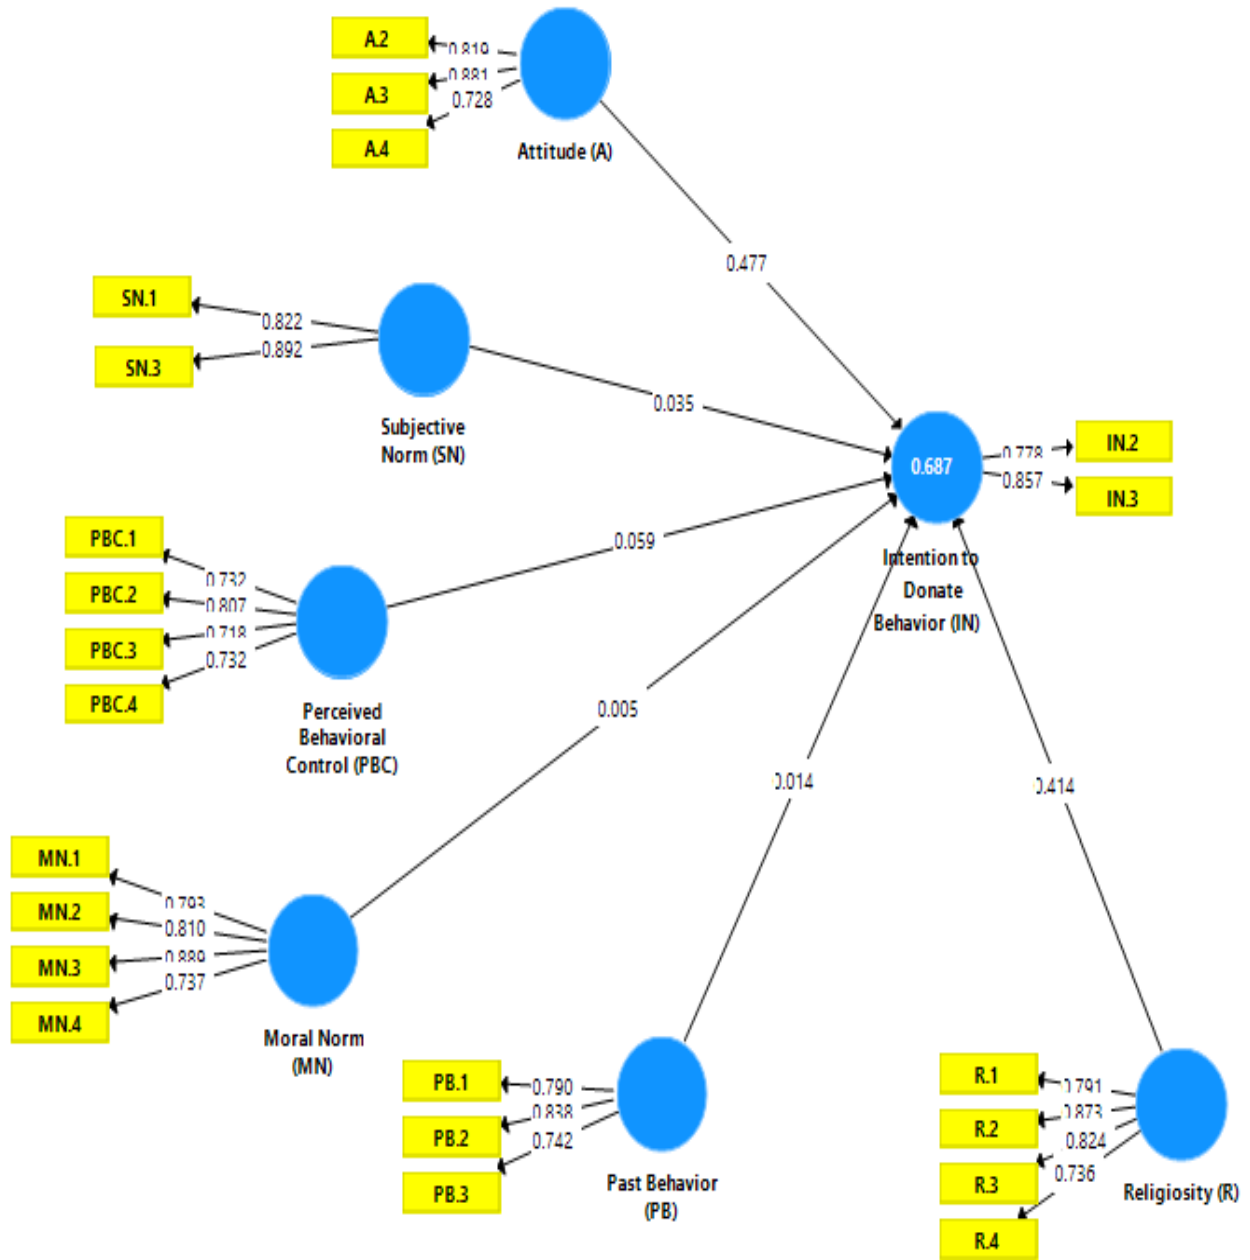 A.2
0.819
A.3
0.881
0.728
A.4
Attitude (A)
0.477
SN.1
0.822
SN.3
0.892
Subjective
Norm (SN)
0.035
0.687
IN.2
0.778
0.857
IN.3
Intention to
Donate
Behavior (IN)
PBC.1
0.732
PBC.2
0.807
PBC.3
0.718
0.732
PBC.4
Perceived
Behavioral
Control (PBC)
0.059
0.005
0.014
0.414
MN.1
0.793
MN.2
0.810
MN.3
0.889
0.737
MN.4
Moral Norm
(MN)
PB.1
0.790
PB.2
0.838
0.742
PB.3
Past Behavior
(PB)
R.1
0.791
R.2
0.873
0.824
R.3
0.736
R.4
Religiosity (R)